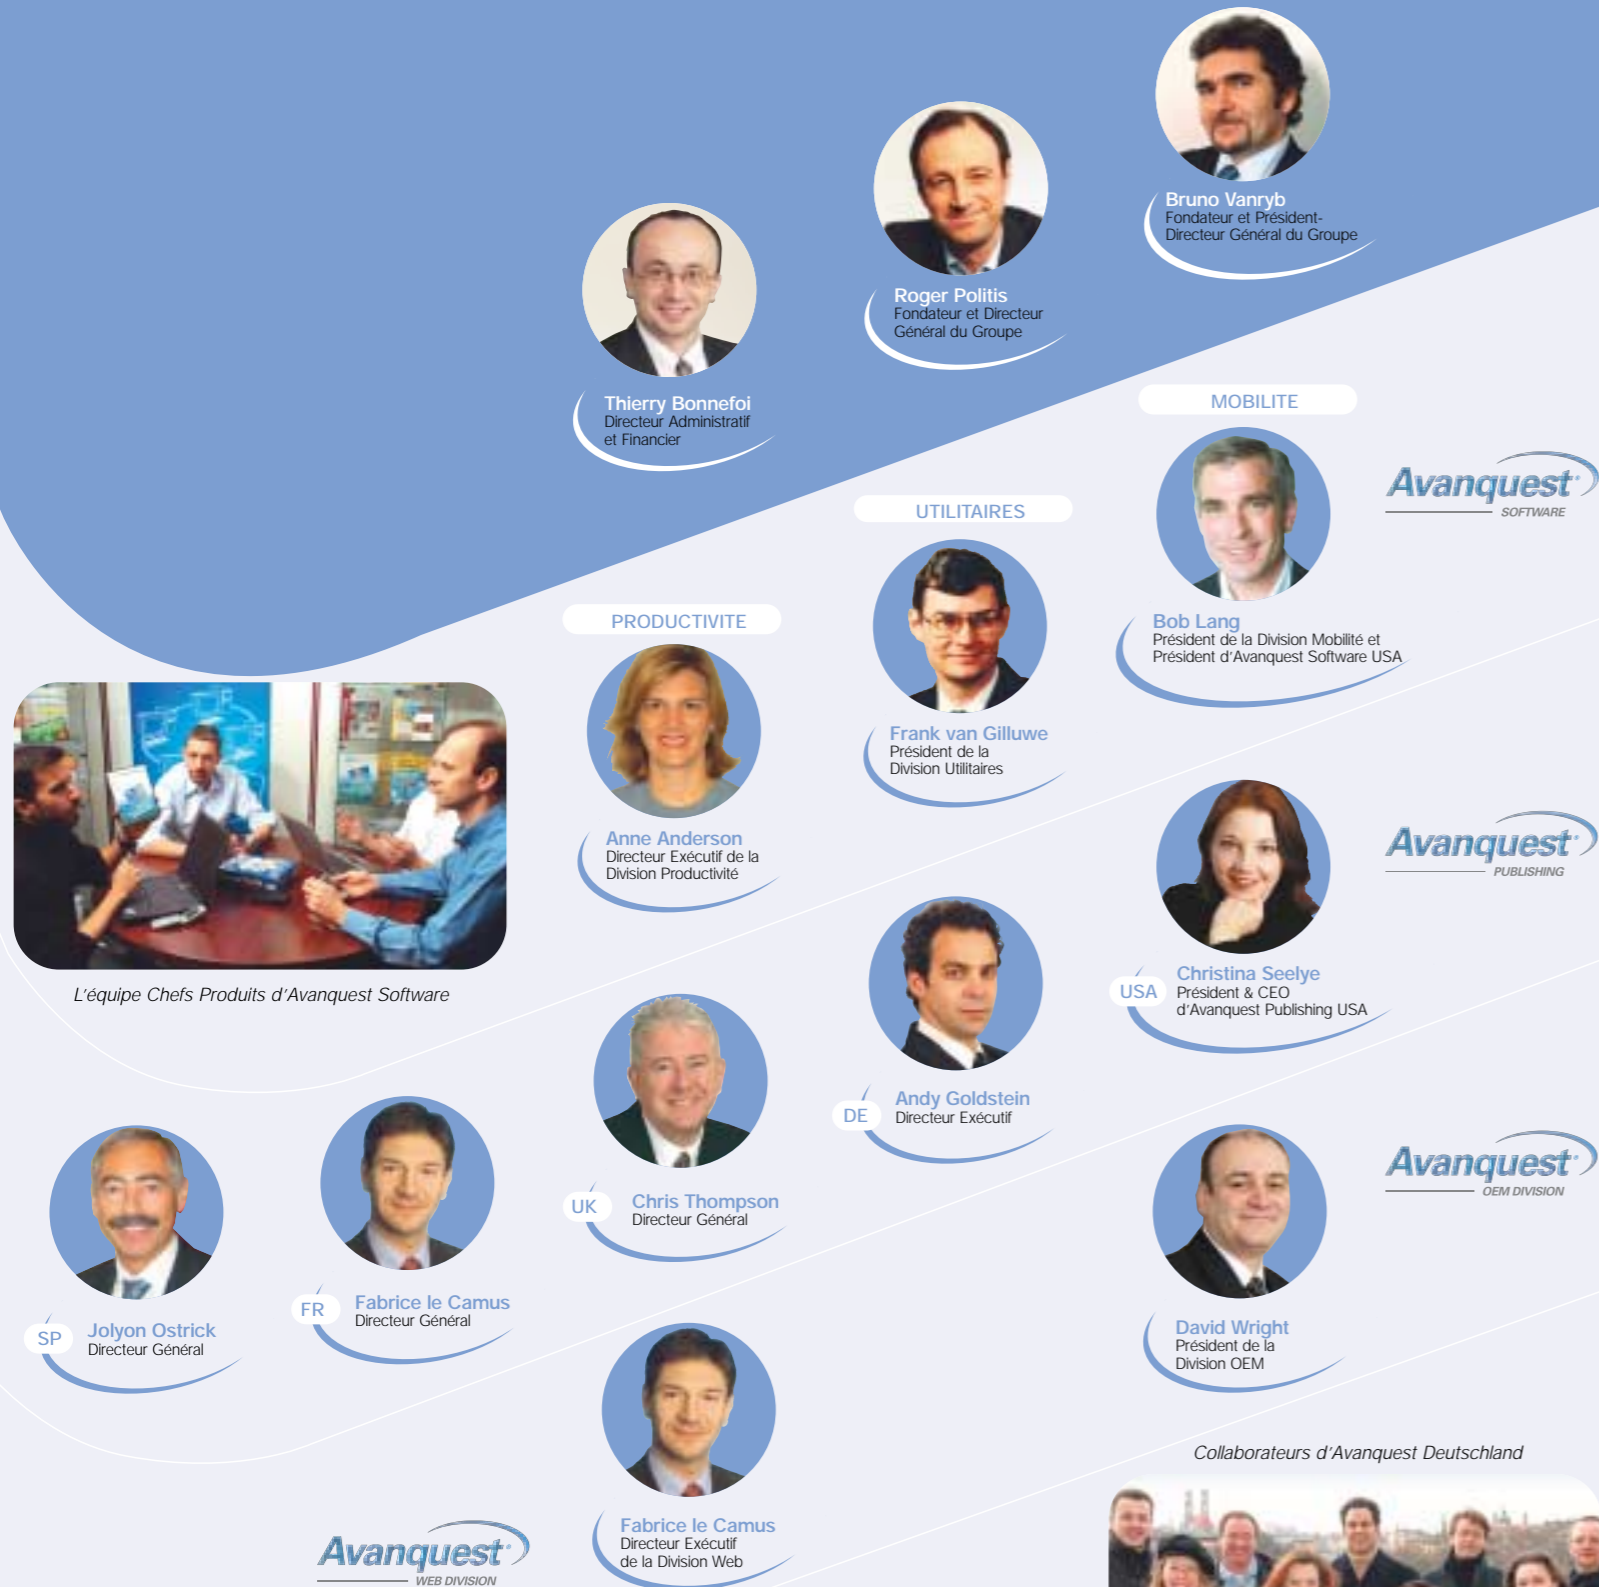 Bruno Vanryb
Fondateur et Président-
Directeur Général du Groupe
Roger Politis
Fondateur et Directeur
Général du Groupe
Thierry Bonnefoi
Directeur Administratif
et Financier
MOBILITE
Bob Lang
Président de la Division Mobilité et
Président d'Avanquest Software USA
Avanquest
SOFTWARE
UTILITAIRES
Frank van Gilluwe
Président de la
Division Utilitaires
PRODUCTIVITE
Anne Anderson
Directeur Exécutif de la
Division Productivité
L'équipe Chefs Produits d'Avanquest Software
Avanquest
PUBLISHING
USA
Christina Seelye
Président & CEO
d'Avanquest Publishing USA
DE
Andy Goldstein
Directeur Exécutif
UK
Chris Thompson
Directeur Général
FR
Fabrice le Camus
Directeur Général
SP
Jolyon Ostrick
Directeur Général
Avanquest
OEM DIVISION
David Wright
Président de la
Division OEM
Avanquest
WEB DIVISION
Fabrice le Camus
Directeur Exécutif
de la Division Web
Collaborateurs d'Avanquest Deutschland